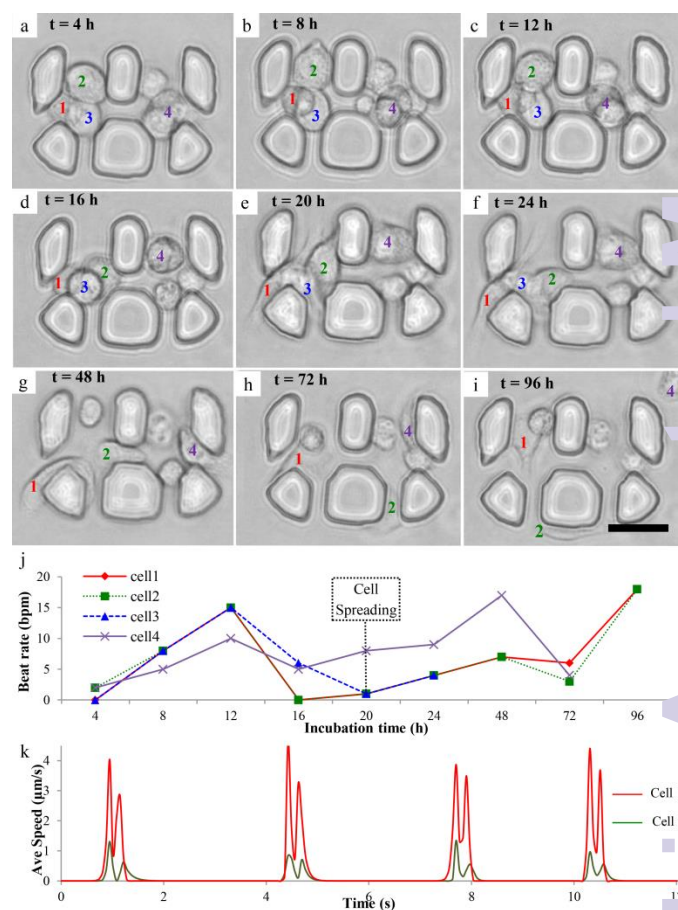 a t = 4 h
2
1
3
4
b t = 8 h
2
1
3
4
c t = 12 h
2
1
3
4
d t = 16 h
4
2
1
3
e t = 20 h
4
2
1
3
f t = 24 h
4
3
2
1
g t = 48 h
4
2
1
h t = 72 h
4
1
2
i t = 96 h
4
1
2
j
20
15
10
5
0
Beat rate (bpm)
cell1
cell2
cell3
cell4
Cell
Spreading
4 8 12 16 20 24 48 72 96
Incubation time (h)
k
4
3
2
1
0
Ave Speed (μm/s)
Cell
Cell
0 2 4 6 8 10 12
Time (s)